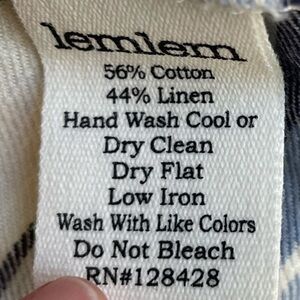 lemlem
56% Cotton
44% Linen
Hand Wash Cool or
Dry Clean
Dry Flat
Low Iron
Wash With Like Colors
Do Not Bleach
RN#128428